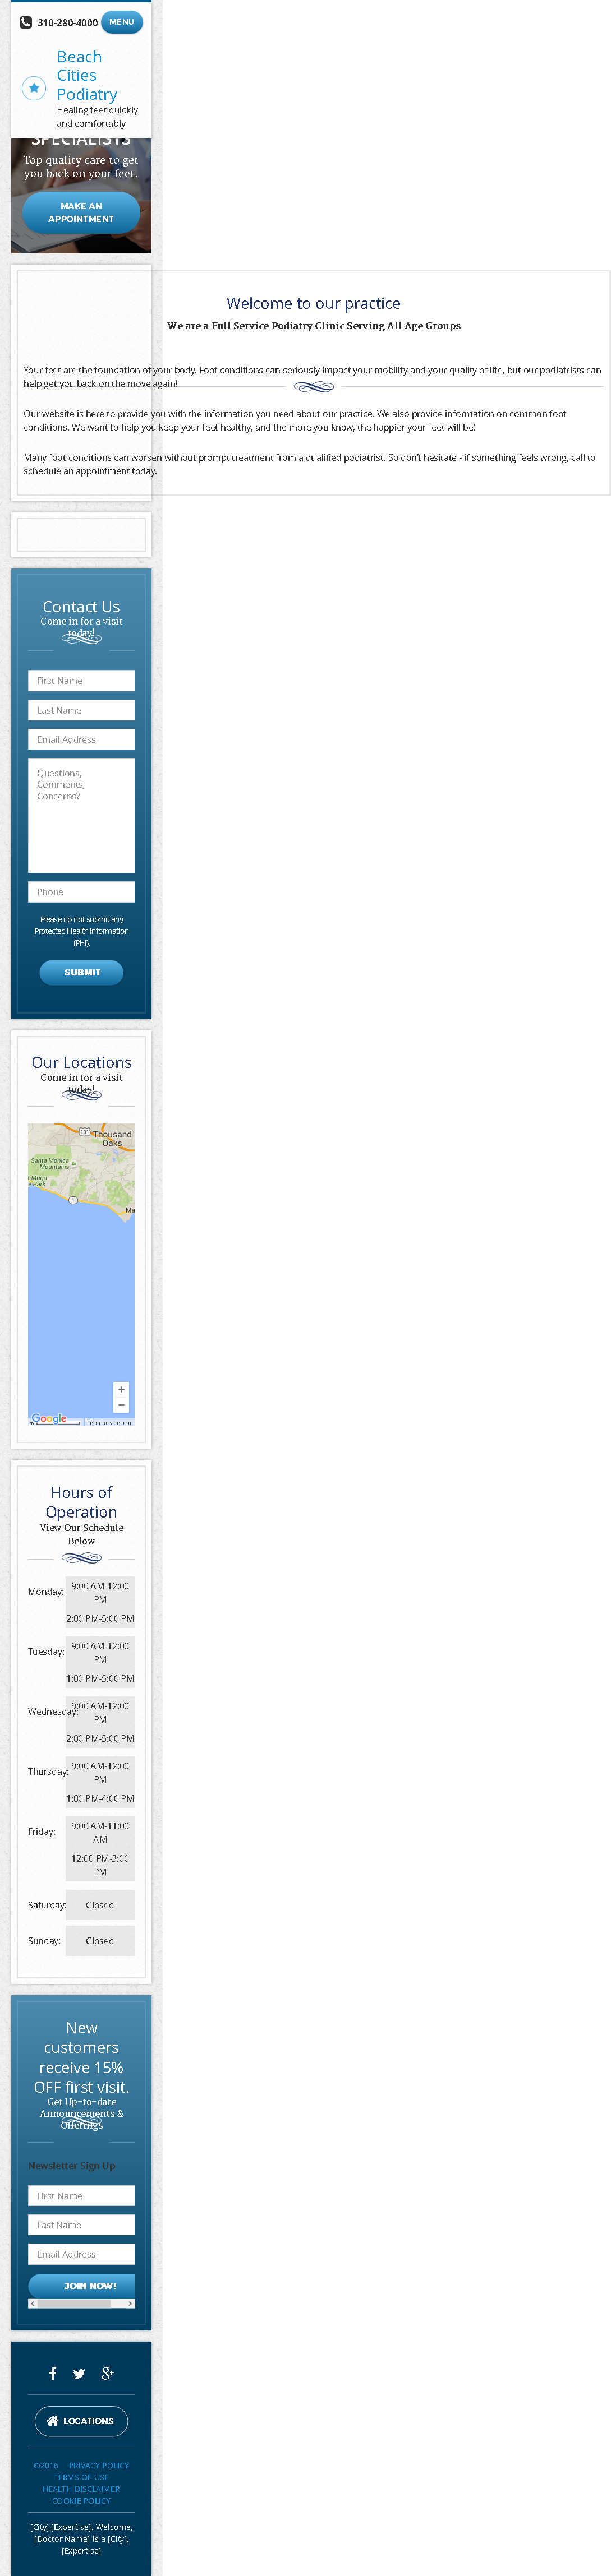 310-280-4000 MENU
Beach
Cities
Podiatry
Healing feet quickly
and comfortably
SPECIALISTS
Top quality care to get
you back on your feet.
MAKE AN
APPOINTMENT
Welcome to our practice
We are a Full Service Podiatry Clinic Serving All Age Groups
Your feet are the foundation of your body. Foot conditions can seriously impact your mobility and your quality of life, but our podiatrists can
help get you back on the move again!
Our website is here to provide you with the information you need about our practice. We also provide information on common foot
conditions. We want to help you keep your feet healthy, and the more you know, the happier your feet will be!
Many foot conditions can worsen without prompt treatment from a qualified podiatrist. So don't hesitate - if something feels wrong, call to
schedule an appointment today.
Contact Us
Come in for a visit
today!
First Name
Last Name
Email Address
Questions,
Comments,
Concerns?
Phone
Please do not submit any
Protected Health Information
(PHI).
SUBMIT
Our Locations
Come in for a visit
today!
101
Thousand
Oaks
Santa Monica
Mountains
t Mugu
e Park
1
Ma
+
−
Google
m
Términos de uso
Hours of
Operation
View Our Schedule
Below
Monday:
9:00 AM-12:00
PM
2:00 PM-5:00 PM
Tuesday:
9:00 AM-12:00
PM
1:00 PM-5:00 PM
Wednesday:
9:00 AM-12:00
PM
2:00 PM-5:00 PM
Thursday:
9:00 AM-12:00
PM
1:00 PM-4:00 PM
Friday:
9:00 AM-11:00
AM
12:00 PM-3:00
PM
Saturday: Closed
Sunday: Closed
New
customers
receive 15%
OFF first visit.
Get Up-to-date
Announcements &
Offerings
Newsletter Sign Up
First Name
Last Name
Email Address
JOIN NOW!
LOCATIONS
©2016 PRIVACY POLICY
TERMS OF USE
HEALTH DISCLAIMER
COOKIE POLICY
[City],[Expertise]. Welcome,
[Doctor Name] is a [City],
[Expertise]